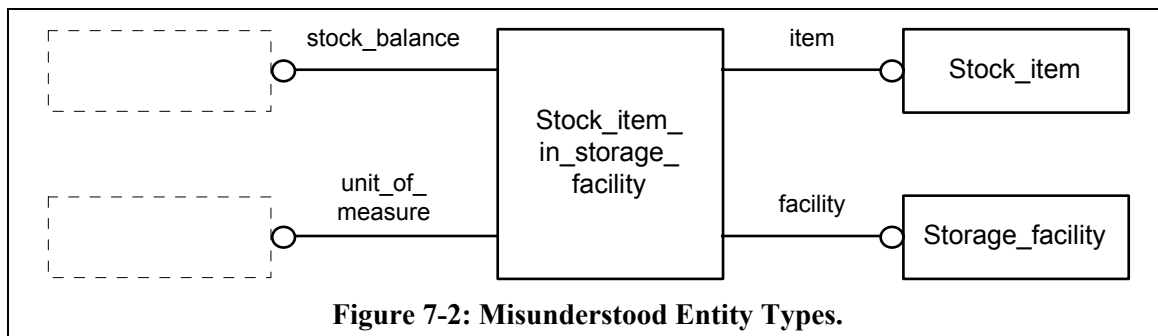 stock_balance
item
Stock_item
Stock_item_
in_storage_
facility
unit_of_
measure
facility
Storage_facility
Figure 7-2: Misunderstood Entity Types.